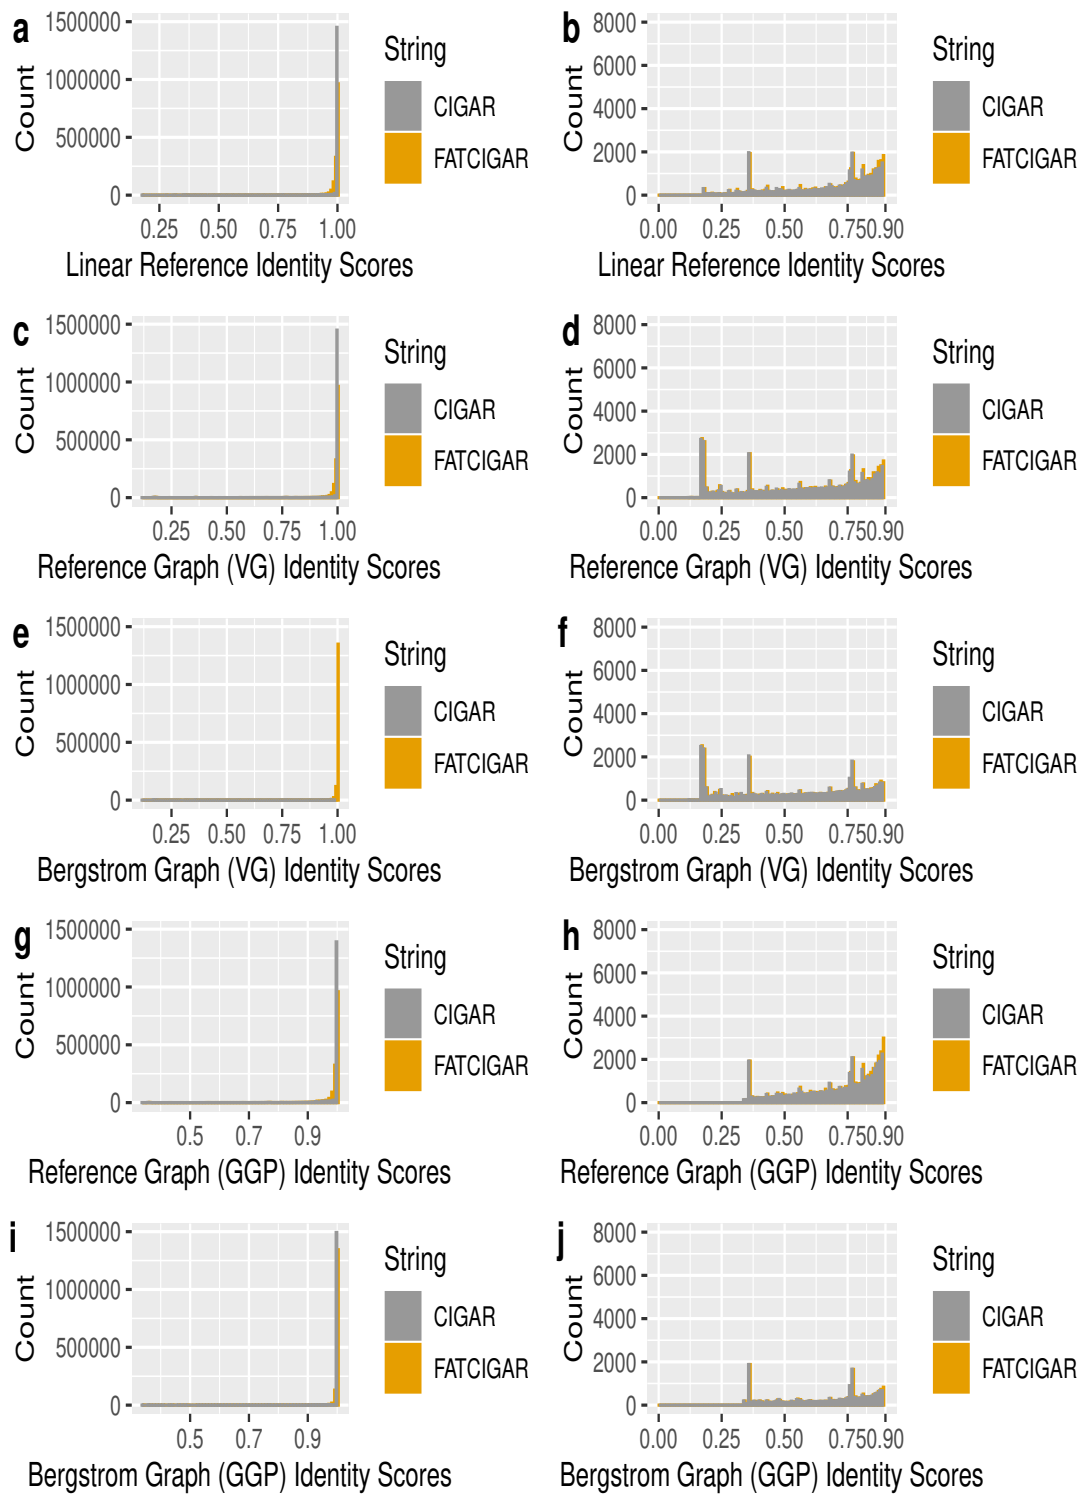 a
1500000
1000000
500000
0
Count
0.25 0.50 0.75 1.00
Linear Reference Identity Scores
String
CIGAR
FATCIGAR
b
8000
6000
4000
2000
0
Count
0.00 0.25 0.50 0.75 0.90
Linear Reference Identity Scores
String
CIGAR
FATCIGAR
c
1500000
1000000
500000
0
Count
0.25 0.50 0.75 1.00
Reference Graph (VG) Identity Scores
String
CIGAR
FATCIGAR
d
8000
6000
4000
2000
0
Count
0.00 0.25 0.50 0.75 0.90
Reference Graph (VG) Identity Scores
String
CIGAR
FATCIGAR
e
1500000
1000000
500000
0
Count
0.25 0.50 0.75 1.00
Bergstrom Graph (VG) Identity Scores
String
CIGAR
FATCIGAR
f
8000
6000
4000
2000
0
Count
0.00 0.25 0.50 0.75 0.90
Bergstrom Graph (VG) Identity Scores
String
CIGAR
FATCIGAR
g
1500000
1000000
500000
0
Count
0.5 0.7 0.9
Reference Graph (GGP) Identity Scores
String
CIGAR
FATCIGAR
h
8000
6000
4000
2000
0
Count
0.00 0.25 0.50 0.75 0.90
Reference Graph (GGP) Identity Scores
String
CIGAR
FATCIGAR
i
1500000
1000000
500000
0
Count
0.5 0.7 0.9
Bergstrom Graph (GGP) Identity Scores
String
CIGAR
FATCIGAR
j
8000
6000
4000
2000
0
Count
0.00 0.25 0.50 0.75 0.90
Bergstrom Graph (GGP) Identity Scores
String
CIGAR
FATCIGAR